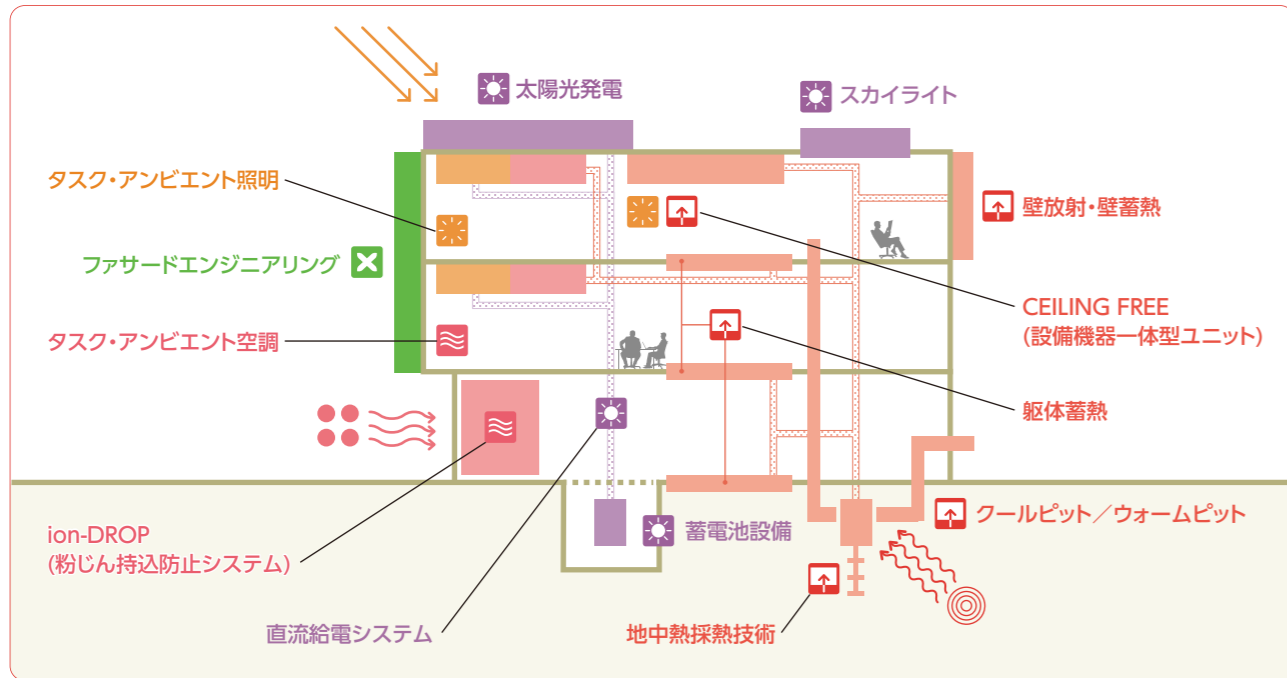 太陽光発電
スカイライト
タスク・アンビエント照明
壁放射・壁蓄熱
ファサードエンジニアリング
CEILING FREE
(設備機器一体型ユニット)
タスク・アンビエント空調
躯体蓄熱
クールピット／ウォームピット
ion-DROP
(粉じん持込防止システム)
蓄電池設備
直流給電システム
地中熱採熱技術